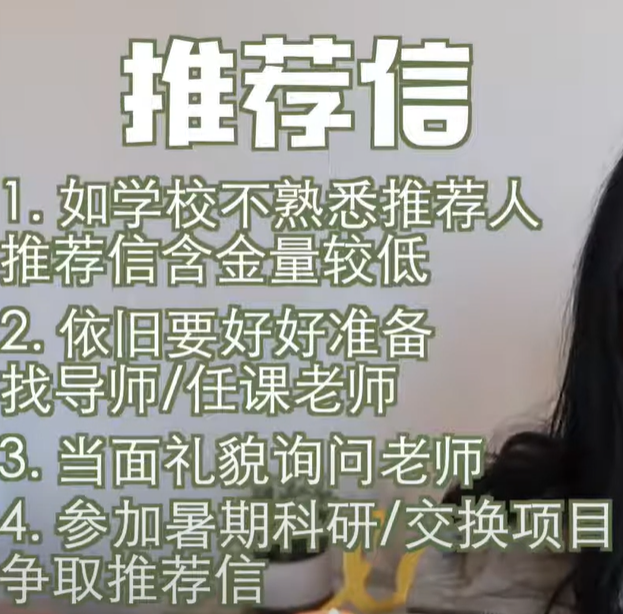 推荐信
1. 如学校不熟悉推荐人
推荐信含金量较低
2. 依旧要好好准备
找导师/任课老师
3. 当面礼貌询问老师
4. 参加暑期科研/交换项目
争取推荐信